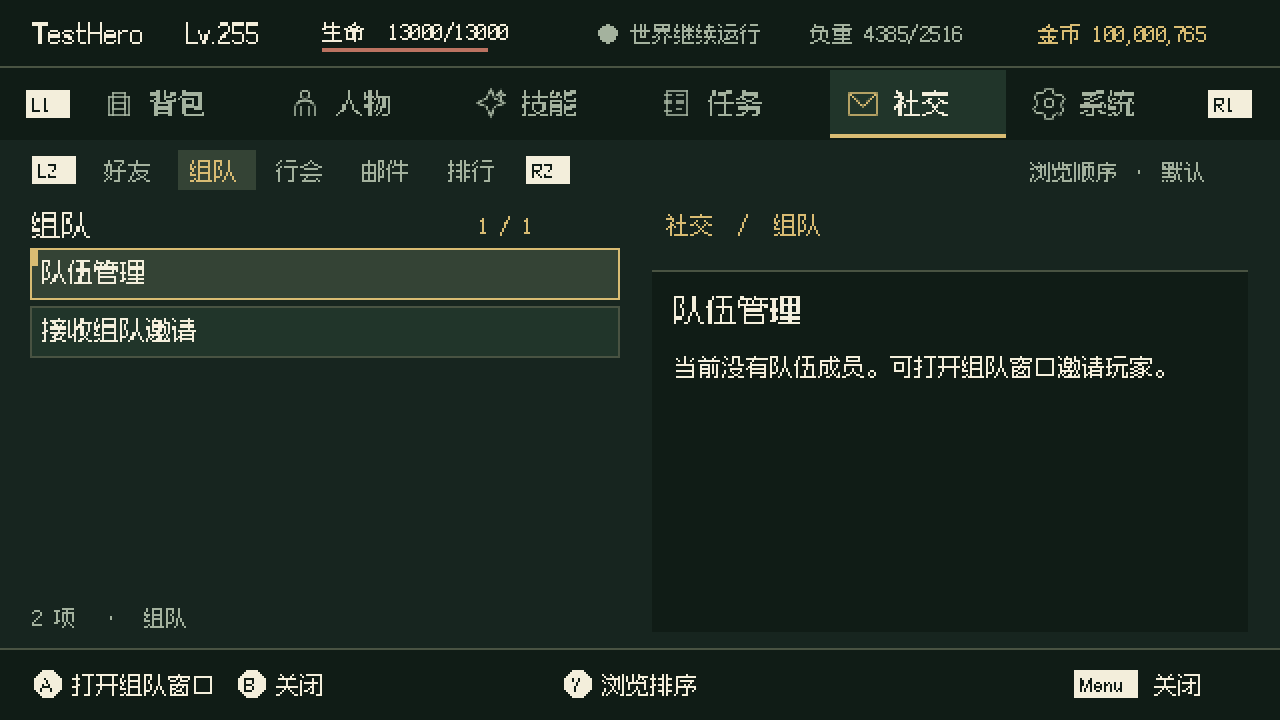 TestHero Lv.255 生命 13000/13000 世界继续运行 负重 4385/2516 金币 100,000,765
L1 背包 人物 技能 任务 社交 系统 R1
L2 好友 组队 行会 邮件 排行 R2 浏览顺序 · 默认
组队 1 / 1
社交 / 组队
队伍管理
接收组队邀请
队伍管理
当前没有队伍成员。可打开组队窗口邀请玩家。
2 项 · 组队
A 打开组队窗口 B 关闭 Y 浏览排序 Menu 关闭